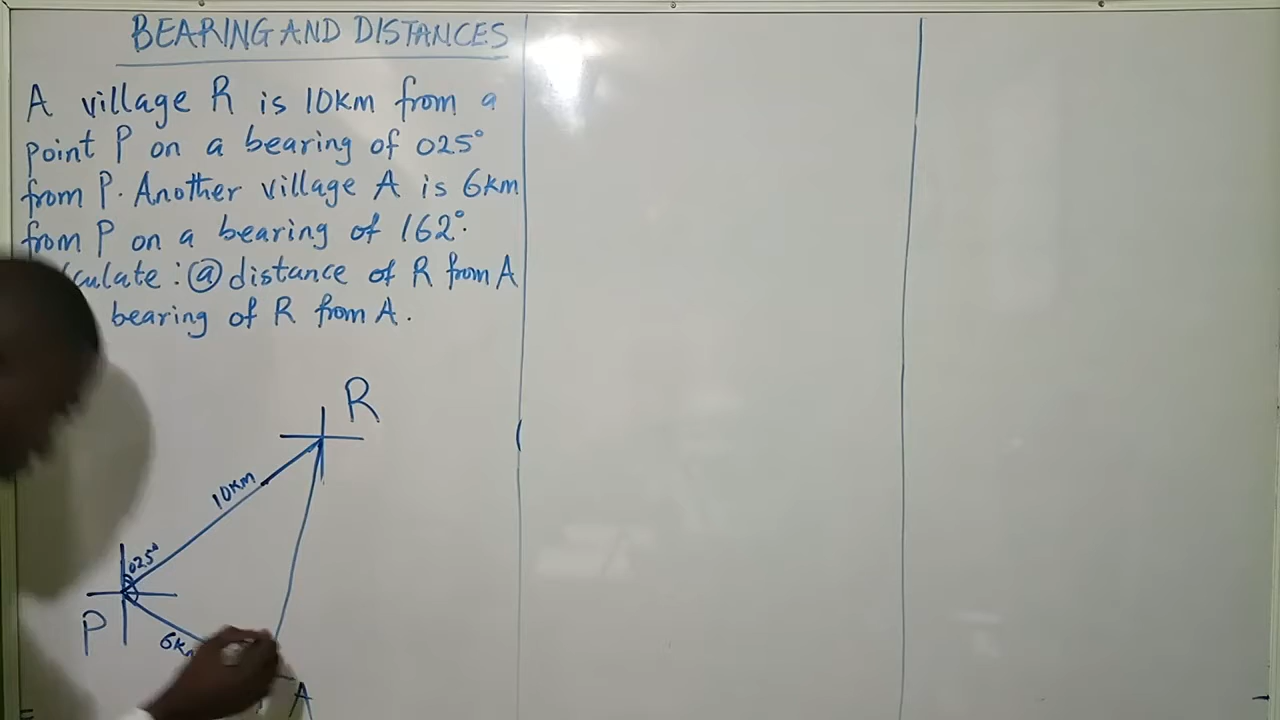 BEARING AND DISTANCES
A village R is 10km from a
point P on a bearing of 025°
from P. Another village A is 6km
from P on a bearing of 162°.
culate : ⓐ distance of R from A
bearing of R from A.
R
10km
025°
P
6k
A